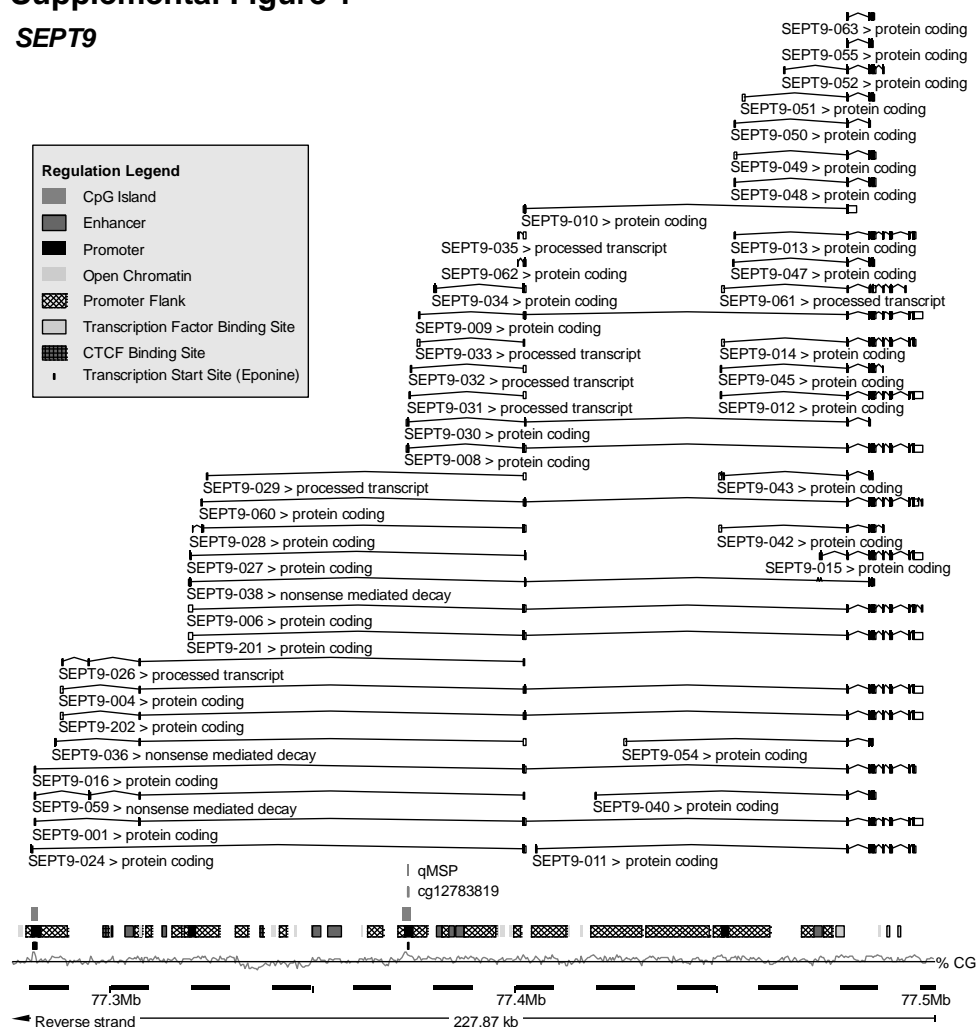 SEPT9
SEPT9-063 > protein coding
SEPT9-055 > protein coding
SEPT9-052 > protein coding
SEPT9-051 > protein coding
SEPT9-050 > protein coding
SEPT9-049 > protein coding
SEPT9-048 > protein coding
SEPT9-010 > protein coding
SEPT9-035 > processed transcript
SEPT9-013 > protein coding
SEPT9-062 > protein coding
SEPT9-047 > protein coding
SEPT9-034 > protein coding
SEPT9-061 > processed transcript
SEPT9-009 > protein coding
SEPT9-033 > processed transcript
SEPT9-014 > protein coding
SEPT9-032 > processed transcript
SEPT9-045 > protein coding
SEPT9-031 > processed transcript
SEPT9-012 > protein coding
SEPT9-030 > protein coding
SEPT9-008 > protein coding
SEPT9-029 > processed transcript
SEPT9-043 > protein coding
SEPT9-060 > protein coding
SEPT9-028 > protein coding
SEPT9-042 > protein coding
SEPT9-027 > protein coding
SEPT9-015 > protein coding
SEPT9-038 > nonsense mediated decay
SEPT9-006 > protein coding
SEPT9-201 > protein coding
SEPT9-026 > processed transcript
SEPT9-004 > protein coding
SEPT9-202 > protein coding
SEPT9-036 > nonsense mediated decay
SEPT9-054 > protein coding
SEPT9-016 > protein coding
SEPT9-059 > nonsense mediated decay
SEPT9-040 > protein coding
SEPT9-001 > protein coding
SEPT9-024 > protein coding
SEPT9-011 > protein coding
Regulation Legend
CpG Island
Enhancer
Promoter
Open Chromatin
Promoter Flank
Transcription Factor Binding Site
CTCF Binding Site
Transcription Start Site (Eponine)
qMSP
cg12783819
% CG
77.3Mb
77.4Mb
77.5Mb
Reverse strand
227.87 kb